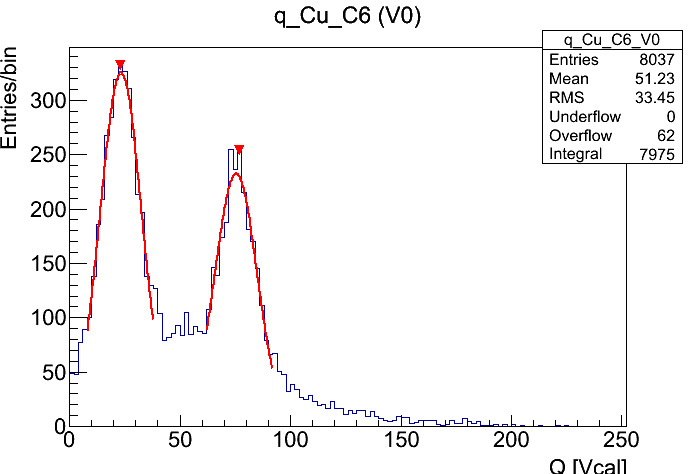 q_Cu_C6 (V0)
q_Cu_C6_V0
Entries 8037
Mean 51.23
RMS 33.45
Underflow 0
Overflow 62
Integral 7975
Entries/bin
300
250
200
150
100
50
0
0 50 100 150 200 250
Q [Vcal]